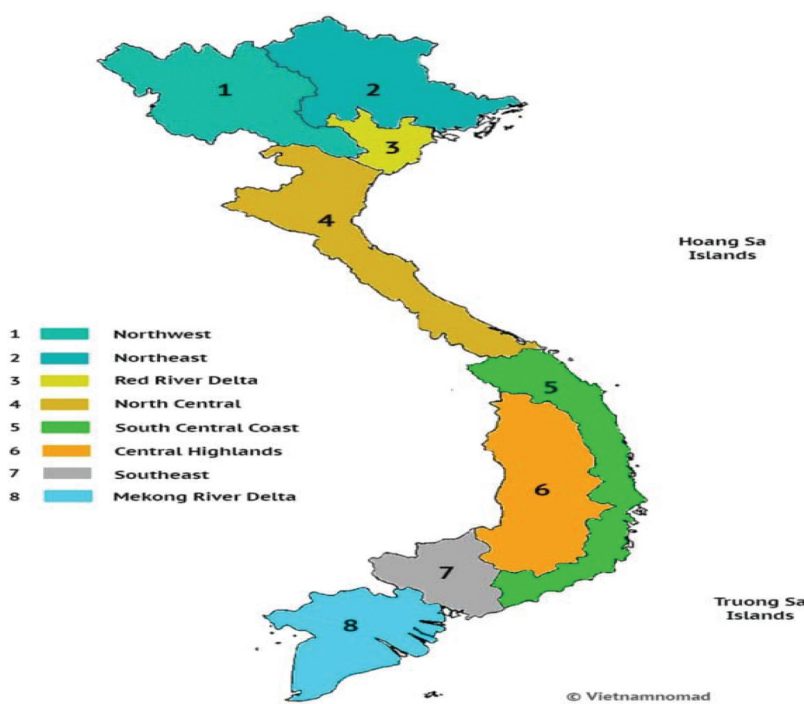 1
2
3
4
Hoang Sa
Islands
1 Northwest
2 Northeast
3 Red River Delta
4 North Central
5 South Central Coast
6 Central Highlands
7 Southeast
8 Mekong River Delta
5
6
7
8
Truong Sa
Islands
© Vietnamnomad